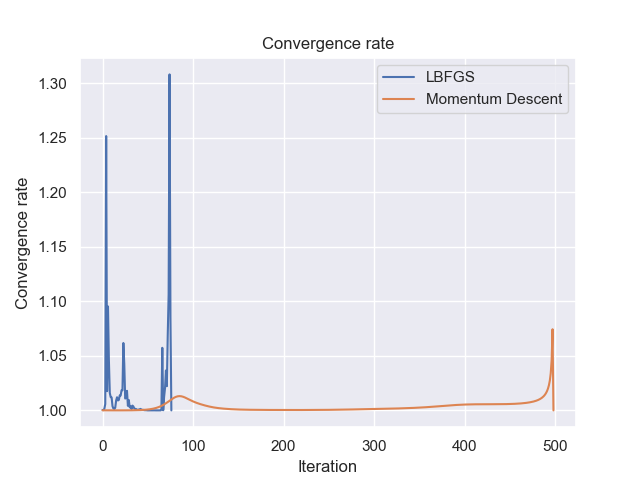 Convergence rate
LBFGS
Momentum Descent
Convergence rate
1.30
1.25
1.20
1.15
1.10
1.05
1.00
0
100
200
300
400
500
Iteration